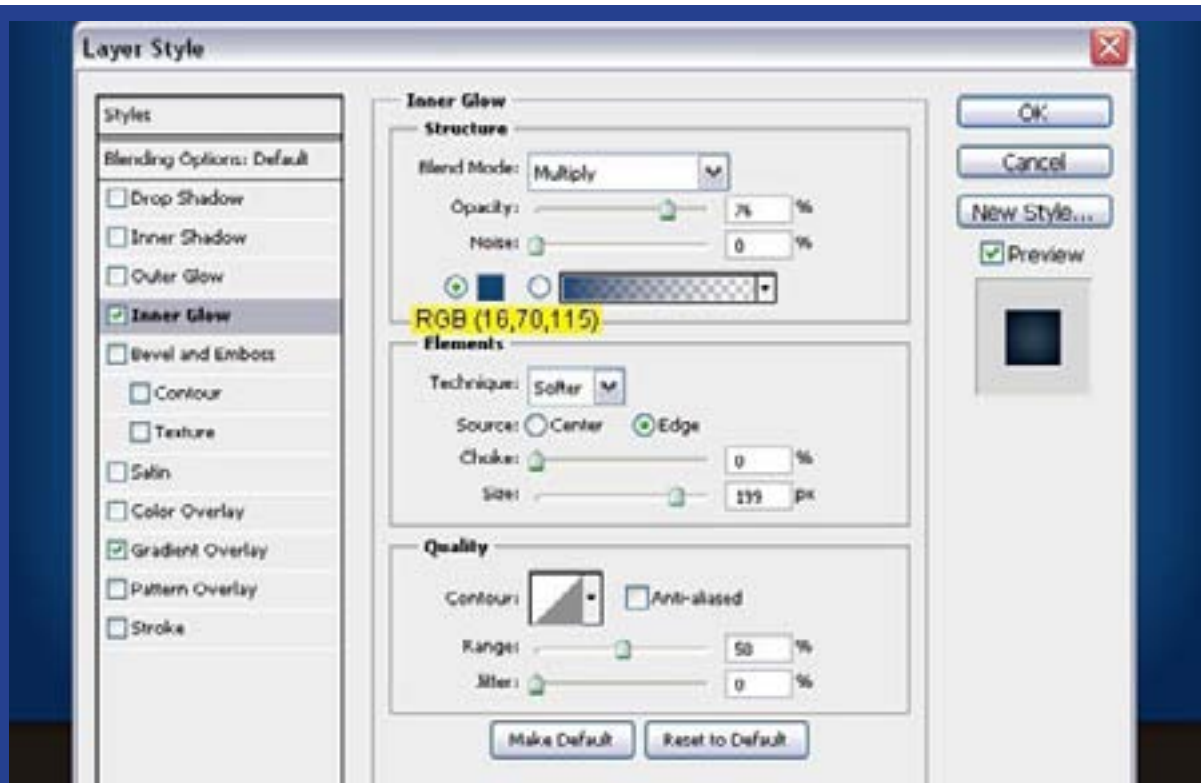 Layer Style
Styles
Blending Options: Default
Drop Shadow
Inner Shadow
Outer Glow
Inner Glow
Bevel and Emboss
Contour
Texture
Satin
Color Overlay
Gradient Overlay
Pattern Overlay
Stroke
Inner Glow
Structure
Blend Mode: Multiply
Opacity: 76 %
Noise: 0 %
RGB (16,70,115)
Elements
Technique: Softer
Source: Center Edge
Choke: 0 %
Size: 199 px
Quality
Contour: Anti-aliased
Range: 50 %
Jitter: 0 %
Make Default Reset to Default
OK
Cancel
New Style...
Preview